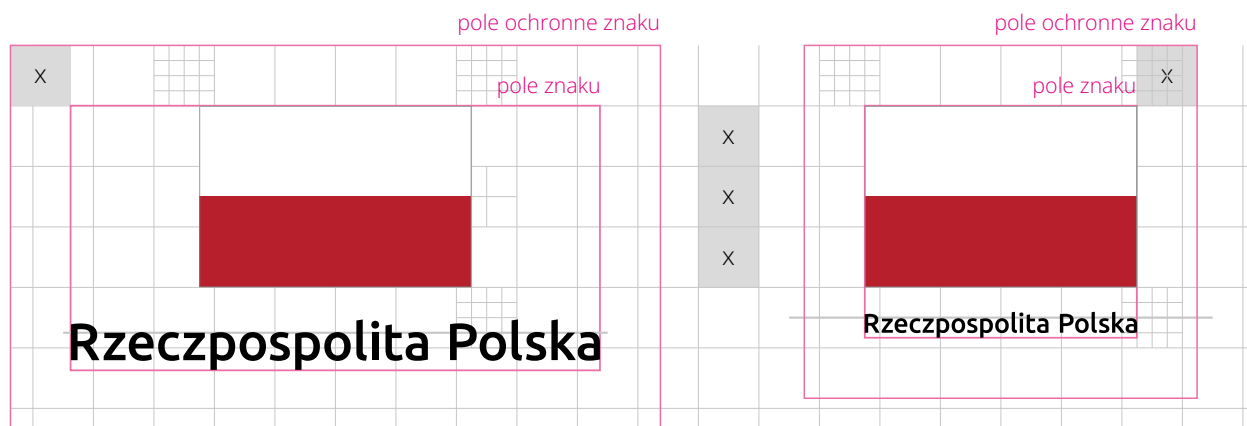 pole ochronne znaku
pole ochronne znaku
X
pole znaku
pole znaku
X
X
X
X
Rzeczpospolita Polska
Rzeczpospolita Polska